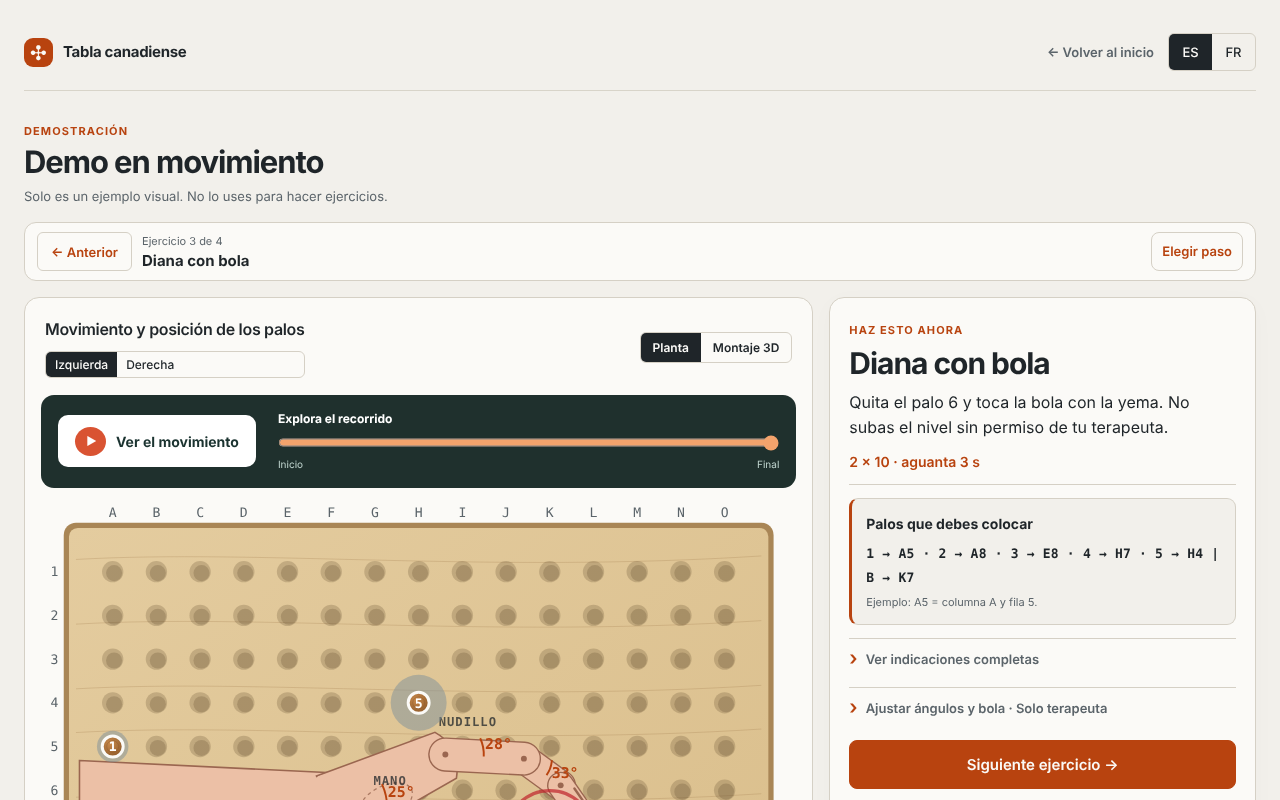 Tabla canadiense
← Volver al inicio
ES
FR
DEMOSTRACIÓN
Demo en movimiento
Solo es un ejemplo visual. No lo uses para hacer ejercicios.
← Anterior
Ejercicio 3 de 4
Diana con bola
Elegir paso
Movimiento y posición de los palos
Izquierda
Derecha
Planta
Montaje 3D
Ver el movimiento
Explora el recorrido
Inicio
Final
A B C D E F G H I J K L M N O
1
2
3
4
5
NUDILLO
5
1
28°
33°
MANO
25°
6
HAZ ESTO AHORA
Diana con bola
Quita el palo 6 y toca la bola con la yema. No
subas el nivel sin permiso de tu terapeuta.
2 × 10 · aguanta 3 s
Palos que debes colocar
1 → A5 · 2 → A8 · 3 → E8 · 4 → H7 · 5 → H4 |
B → K7
Ejemplo: A5 = columna A y fila 5.
Ver indicaciones completas
Ajustar ángulos y bola · Solo terapeuta
Siguiente ejercicio →